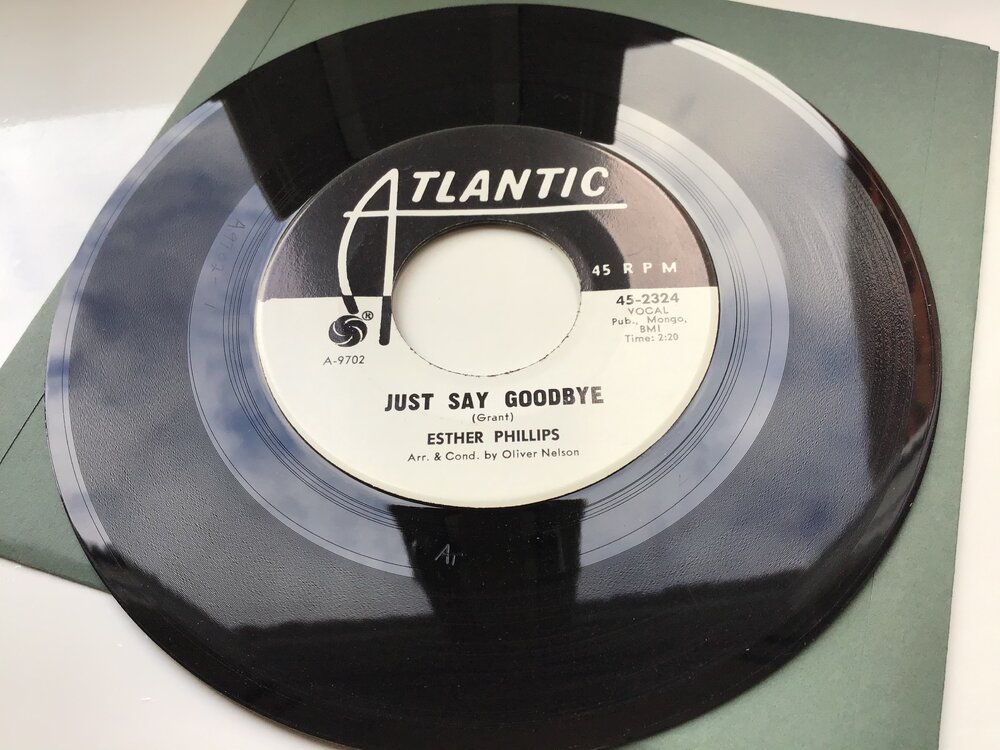 ATLANTIC
45 RPM
®
45-2324
VOCAL
Pub., Mongo,
BMI
Time: 2:20
A-9702
JUST SAY GOODBYE
(Grant)
ESTHER PHILLIPS
Arr. & Cond. by Oliver Nelson